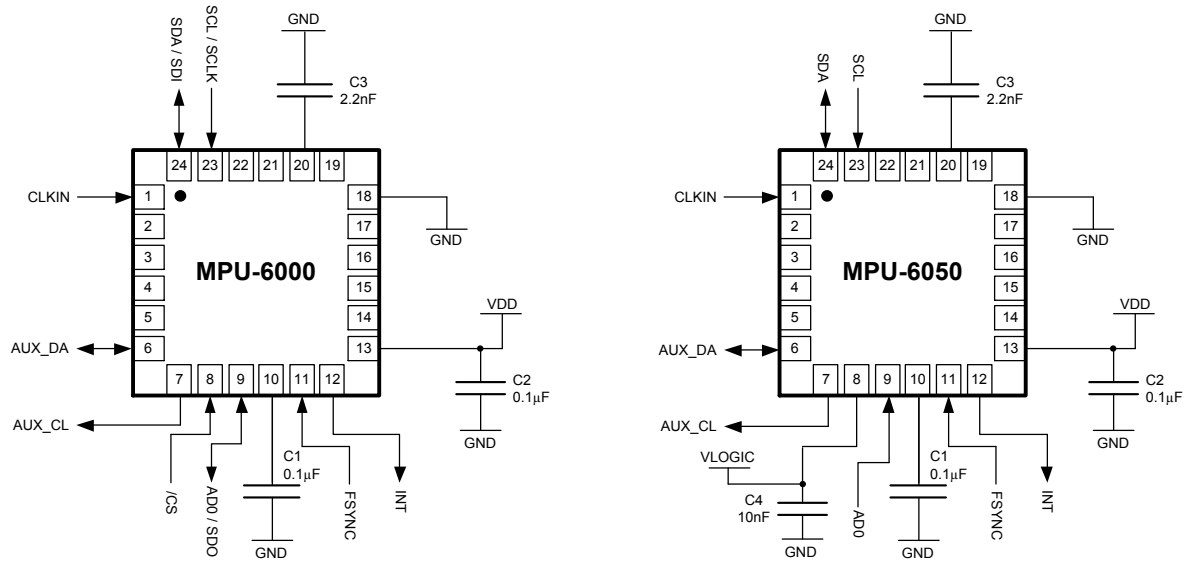 GND
SDA / SDI
SCL / SCLK
C3
2.2nF
24 23 22 21 20 19
CLKIN
1
2
3
4
5
6
18
17
16
15
14
13
MPU-6000
GND
VDD
AUX_DA
7 8 9 10 11 12
C2
0.1µF
GND
AUX_CL
/CS
AD0 / SDO
C1
0.1µF
GND
FSYNC
INT
GND
SDA
SCL
C3
2.2nF
24 23 22 21 20 19
CLKIN
1
2
3
4
5
6
18
17
16
15
14
13
MPU-6050
GND
VDD
AUX_DA
7 8 9 10 11 12
C2
0.1µF
GND
AUX_CL
VLOGIC
C4
10nF
GND
AD0
C1
0.1µF
GND
FSYNC
INT